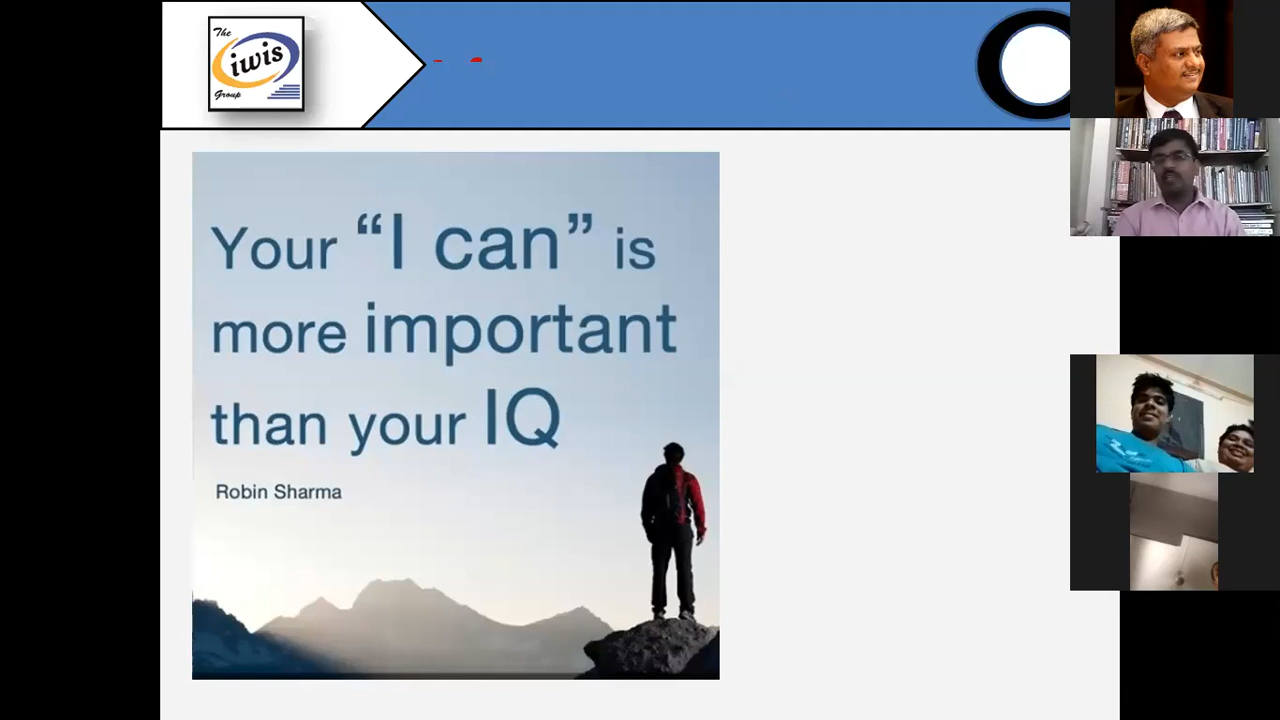 The
iwis
Group
Your “I can” is
more important
than your IQ
Robin Sharma